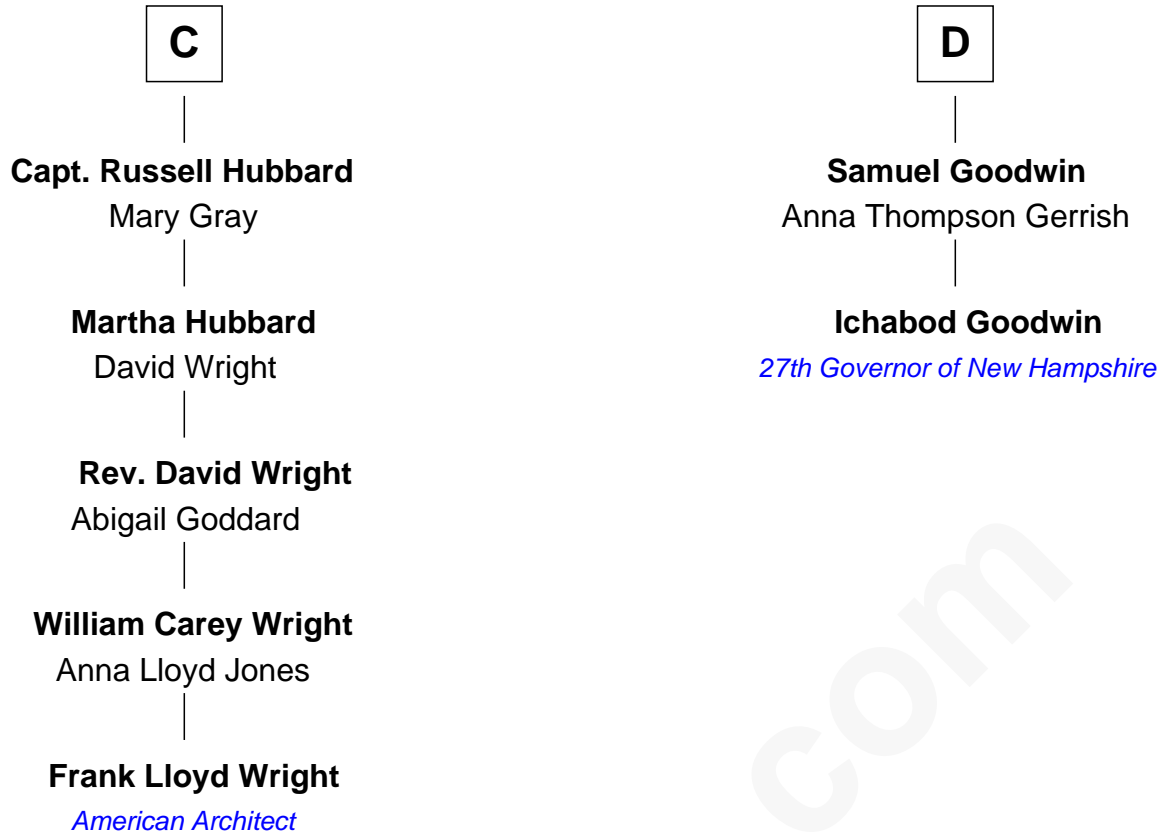 C
Capt. Russell Hubbard
Mary Gray
Martha Hubbard
David Wright
Rev. David Wright
Abigail Goddard
William Carey Wright
Anna Lloyd Jones
Frank Lloyd Wright
American Architect
D
Samuel Goodwin
Anna Thompson Gerrish
Ichabod Goodwin
27th Governor of New Hampshire
com